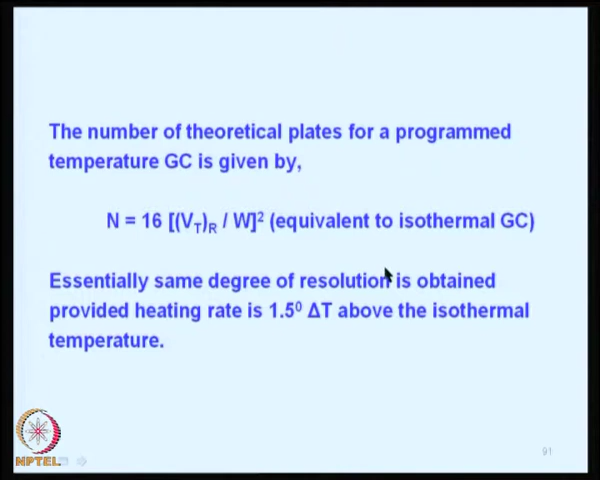 The number of theoretical plates for a programmed
temperature GC is given by,
N = 16 [(V_T)_R / W]² (equivalent to isothermal GC)
Essentially same degree of resolution is obtained
provided heating rate is 1.5⁰ ΔT above the isothermal
temperature.
NPTEL
91